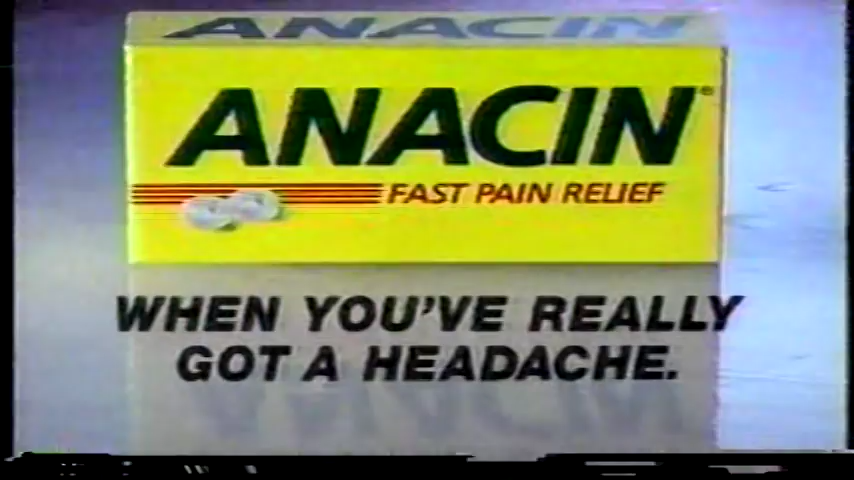 ANACIN
ANACIN®
FAST PAIN RELIEF
WHEN YOU'VE REALLY
GOT A HEADACHE.